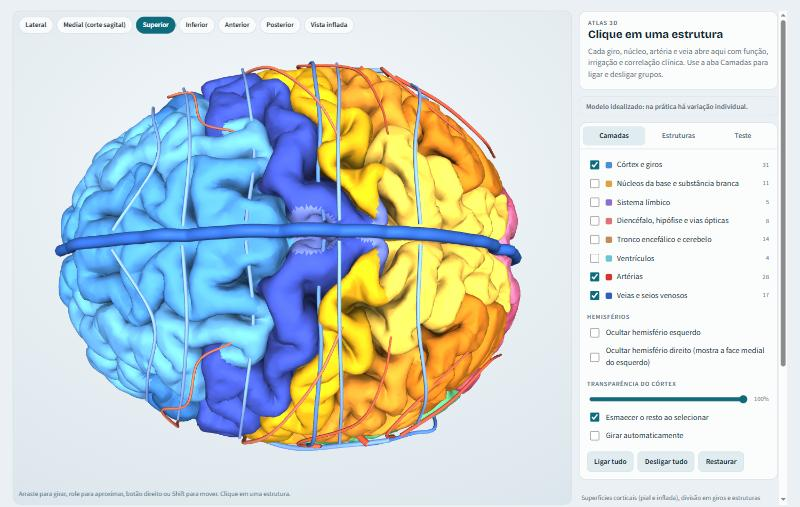 Lateral
Medial (corte sagital)
Superior
Inferior
Anterior
Posterior
Vista inflada
Arraste para girar, role para aproximar, botão direito ou Shift para mover. Clique em uma estrutura.
ATLAS 3D
Clique em uma estrutura
Cada giro, núcleo, artéria e veia abre aqui com função,
irrigação e correlação clínica. Use a aba Camadas para
ligar e desligar grupos.
Modelo idealizado: na prática há variação individual.
Camadas
Estruturas
Teste
Córtex e giros 31
Núcleos da base e substância branca 11
Sistema límbico 5
Diencéfalo, hipófise e vias ópticas 8
Tronco encefálico e cerebelo 14
Ventrículos 4
Artérias 28
Veias e seios venosos 17
HEMISFÉRIOS
Ocultar hemisfério esquerdo
Ocultar hemisfério direito (mostra a face medial
do esquerdo)
TRANSPARÊNCIA DO CÓRTEX
100%
Esmaecer o resto ao selecionar
Girar automaticamente
Ligar tudo
Desligar tudo
Restaurar
Superfícies corticais (pial e inflada), divisão em giros e estruturas